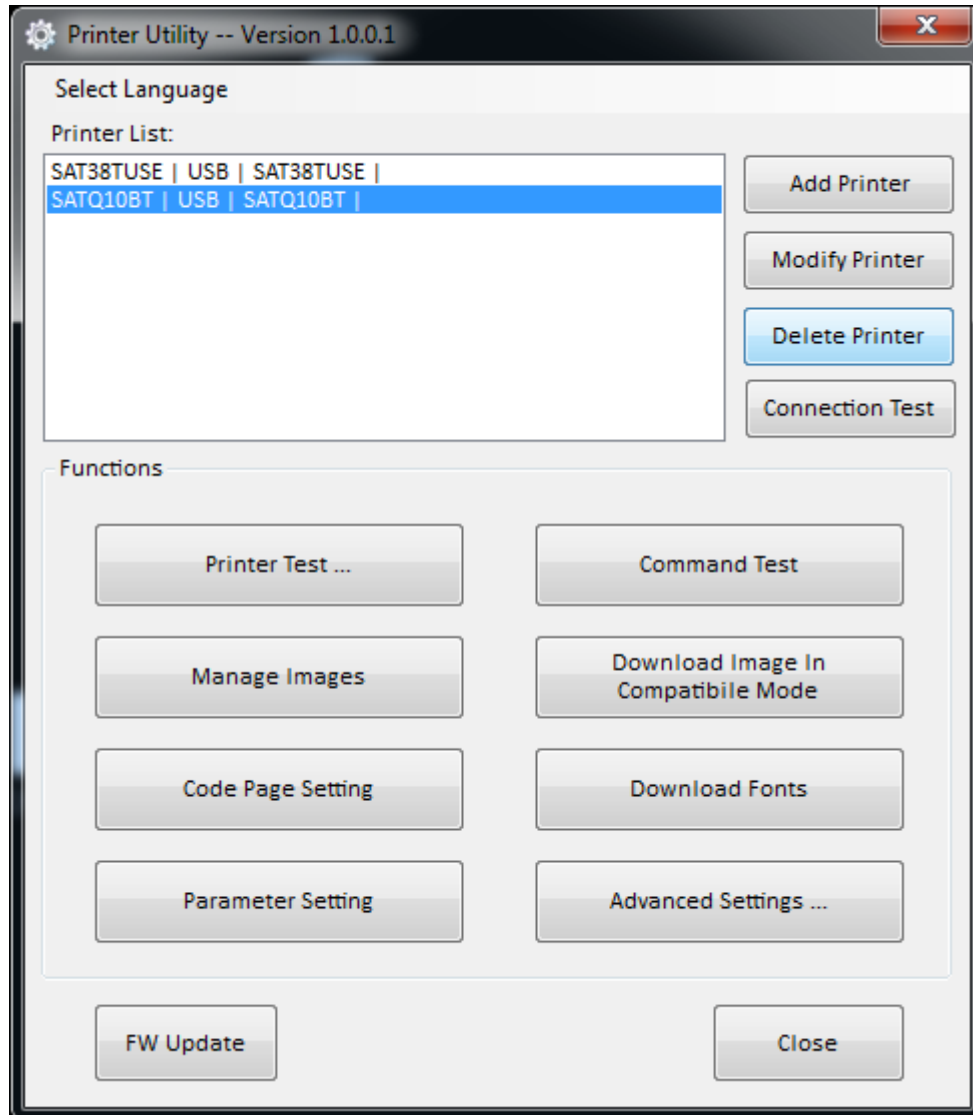 Printer Utility -- Version 1.0.0.1
x
Select Language
Printer List:
SAT38TUSE | USB | SAT38TUSE |
SATQ10BT | USB | SATQ10BT |
Add Printer
Modify Printer
Delete Printer
Connection Test
Functions
Printer Test ...
Command Test
Manage Images
Download Image In
Compatibile Mode
Code Page Setting
Download Fonts
Parameter Setting
Advanced Settings ...
FW Update
Close